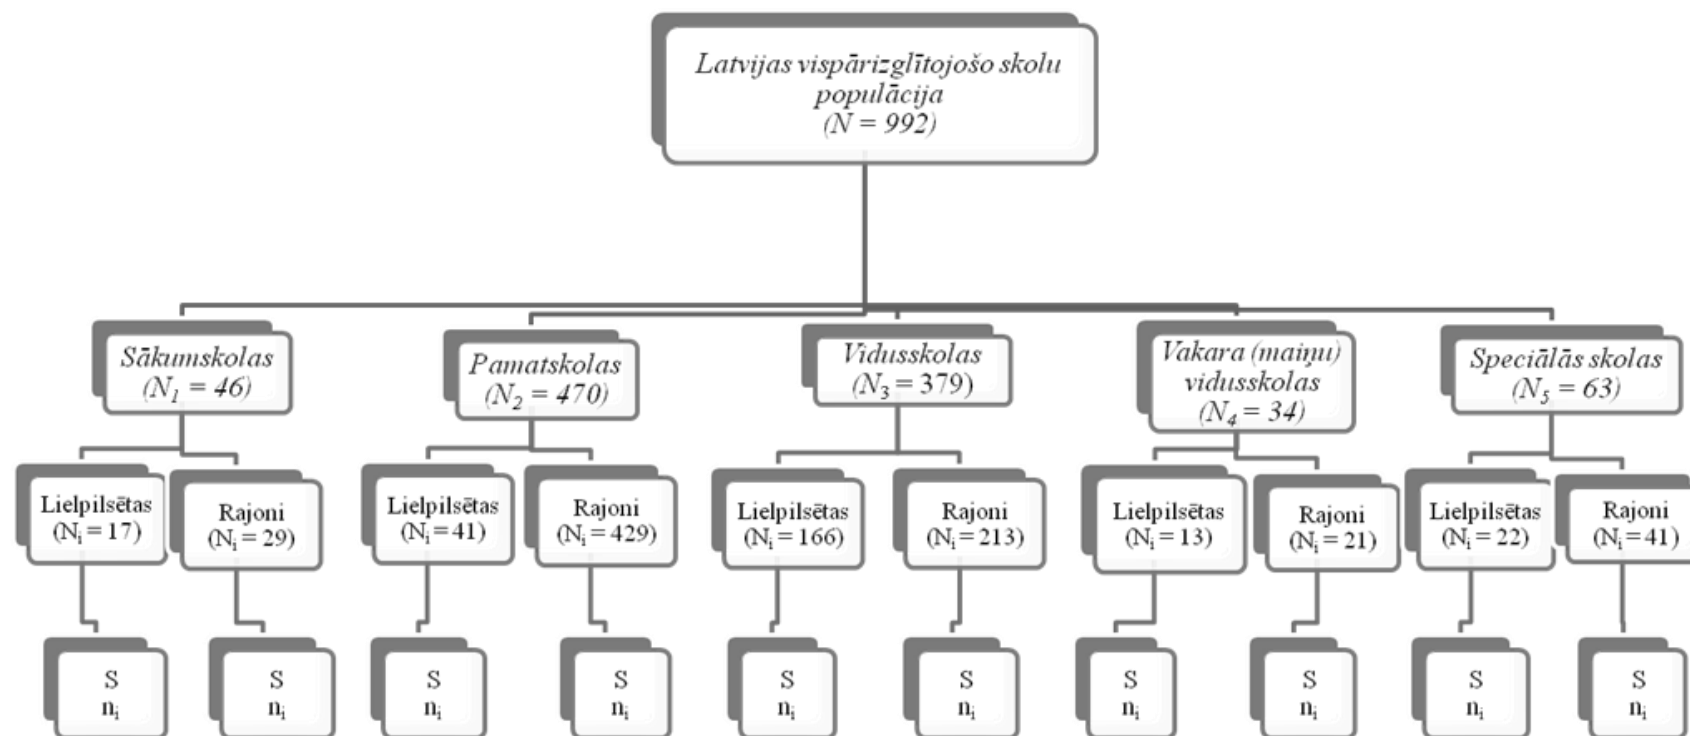 Latvijas vispārizglītojošo skolu
populācija
(N = 992)
Sākumskolas
(N₁ = 46)
Pamatskolas
(N₂ = 470)
Vidusskolas
(N₃ = 379)
Vakara (maiņu)
vidusskolas
(N₄ = 34)
Speciālās skolas
(N₅ = 63)
Lielpilsētas
(Nᵢ = 17)
Rajoni
(Nᵢ = 29)
Lielpilsētas
(Nᵢ = 41)
Rajoni
(Nᵢ = 429)
Lielpilsētas
(Nᵢ = 166)
Rajoni
(Nᵢ = 213)
Lielpilsētas
(Nᵢ = 13)
Rajoni
(Nᵢ = 21)
Lielpilsētas
(Nᵢ = 22)
Rajoni
(Nᵢ = 41)
S
nᵢ
S
nᵢ
S
nᵢ
S
nᵢ
S
nᵢ
S
nᵢ
S
nᵢ
S
nᵢ
S
nᵢ
S
nᵢ